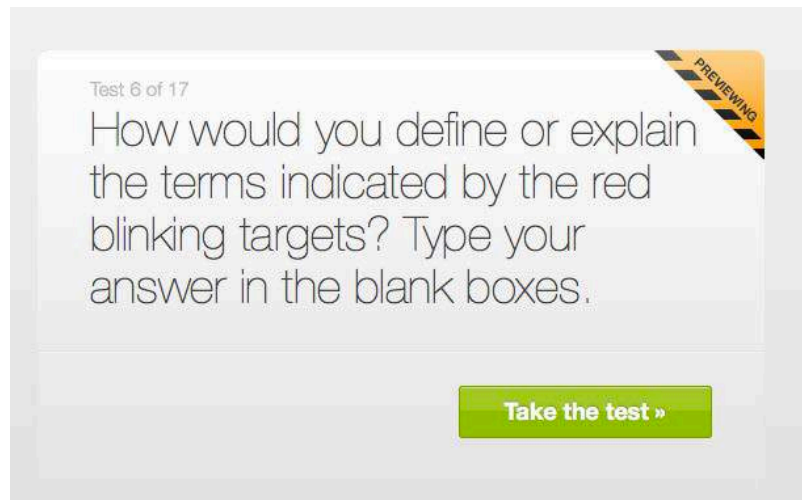 Test 6 of 17
PREVIEWING
How would you define or explain
the terms indicated by the red
blinking targets? Type your
answer in the blank boxes.
Take the test »